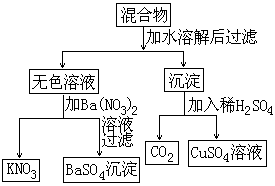 混合物
加水溶解后过滤
无色溶液
沉淀
加Ba(NO₃)₂
溶液
过滤
加入稀H₂SO₄
KNO₃
BaSO₄沉淀
CO₂
CuSO₄溶液